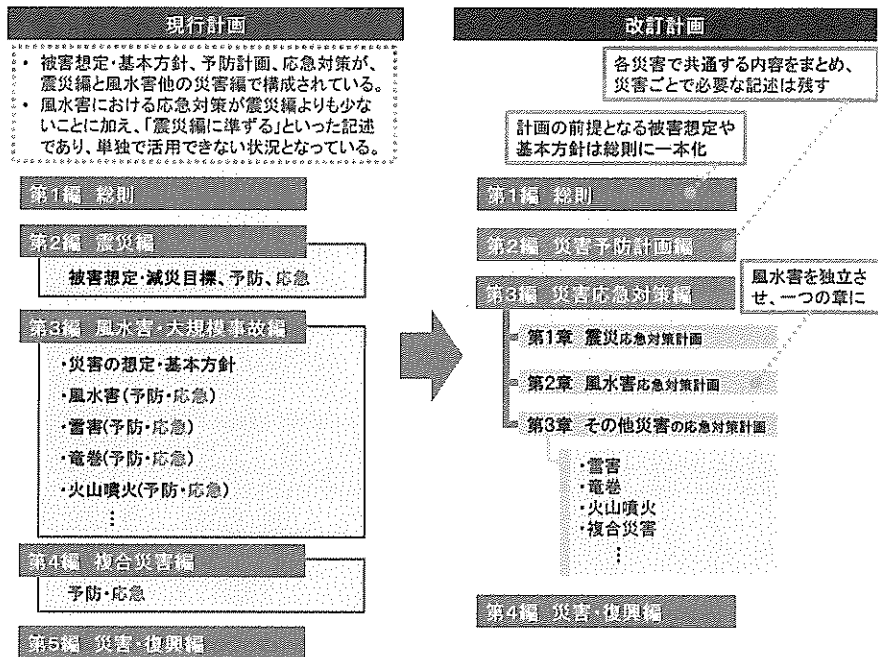 現行計画
・ 被害想定・基本方針、予防計画、応急対策が、
震災編と風水害他の災害編で構成されている。
・ 風水害における応急対策が震災編よりも少な
いことに加え、「震災編に準ずる」といった記述
であり、単独で活用できない状況となっている。
第1編 総則
第2編 震災編
被害想定・減災目標、予防、応急
第3編 風水害・大規模事故編
・災害の想定・基本方針
・風水害(予防・応急)
・雪害(予防・応急)
・竜巻(予防・応急)
・火山噴火(予防・応急)
⋮
第4編 複合災害編
予防・応急
第5編 災害・復興編
改訂計画
各災害で共通する内容をまとめ、
災害ごとで必要な記述は残す
計画の前提となる被害想定や
基本方針は総則に一本化
第1編 総則
第2編 災害予防計画編
第3編 災害応急対策編
風水害を独立さ
せ、一つの章に
第1章 震災応急対策計画
第2章 風水害応急対策計画
第3章 その他災害の応急対策計画
・雪害
・竜巻
・火山噴火
・複合災害
⋮
第4編 災害・復興編